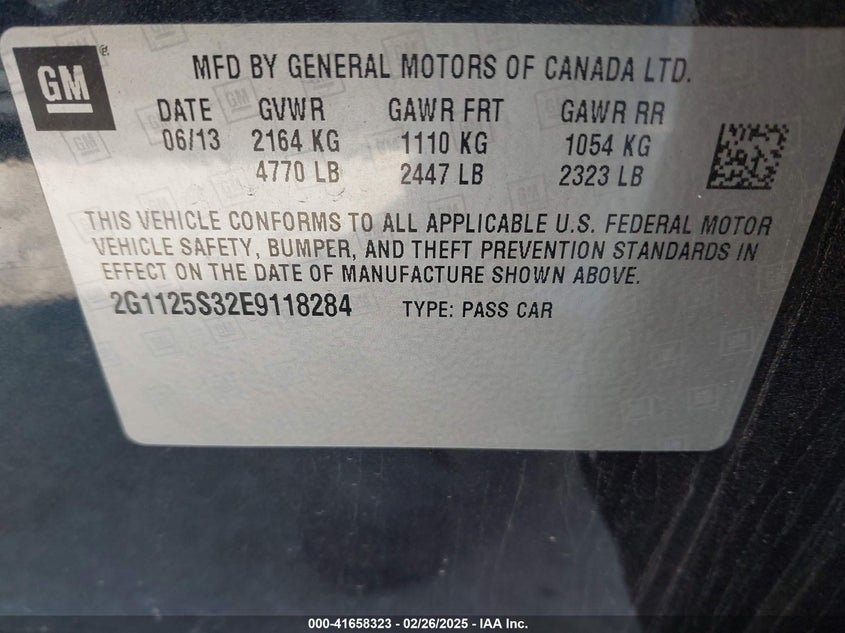 GM
MFD BY GENERAL MOTORS OF CANADA LTD.
DATE GVWR GAWR FRT GAWR RR
06/13 2164 KG 1110 KG 1054 KG
4770 LB 2447 LB 2323 LB
THIS VEHICLE CONFORMS TO ALL APPLICABLE U.S. FEDERAL MOTOR
VEHICLE SAFETY, BUMPER, AND THEFT PREVENTION STANDARDS IN
EFFECT ON THE DATE OF MANUFACTURE SHOWN ABOVE.
2G1125S32E9118284 TYPE: PASS CAR
000-41658323 - 02/26/2025 - IAA Inc.